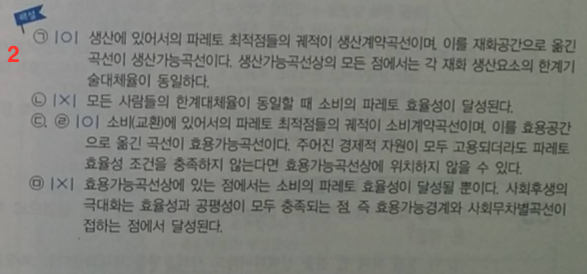 해설
2
㉠ |○| 생산에 있어서의 파레토 최적점들의 궤적이 생산계약곡선이며, 이를 재화공간으로 옮긴
곡선이 생산가능곡선이다. 생산가능곡선상의 모든 점에서는 각 재화 생산요소의 한계기
술대체율이 동일하다.
㉡ |×| 모든 사람들의 한계대체율이 동일할 때 소비의 파레토 효율성이 달성된다.
㉢, ㉣ |○| 소비(교환)에 있어서의 파레토 최적점들의 궤적이 소비계약곡선이며, 이를 효용공간
으로 옮긴 곡선이 효용가능곡선이다. 주어진 경제적 자원이 모두 고용되더라도 파레토
효율성 조건을 충족하지 않는다면 효용가능곡선상에 위치하지 않을 수 있다.
㉤ |×| 효용가능곡선상에 있는 점에서는 소비의 파레토 효율성이 달성될 뿐이다. 사회후생의
극대화는 효율성과 공평성이 모두 충족되는 점, 즉 효용가능경계와 사회무차별곡선이
접하는 점에서 달성된다.